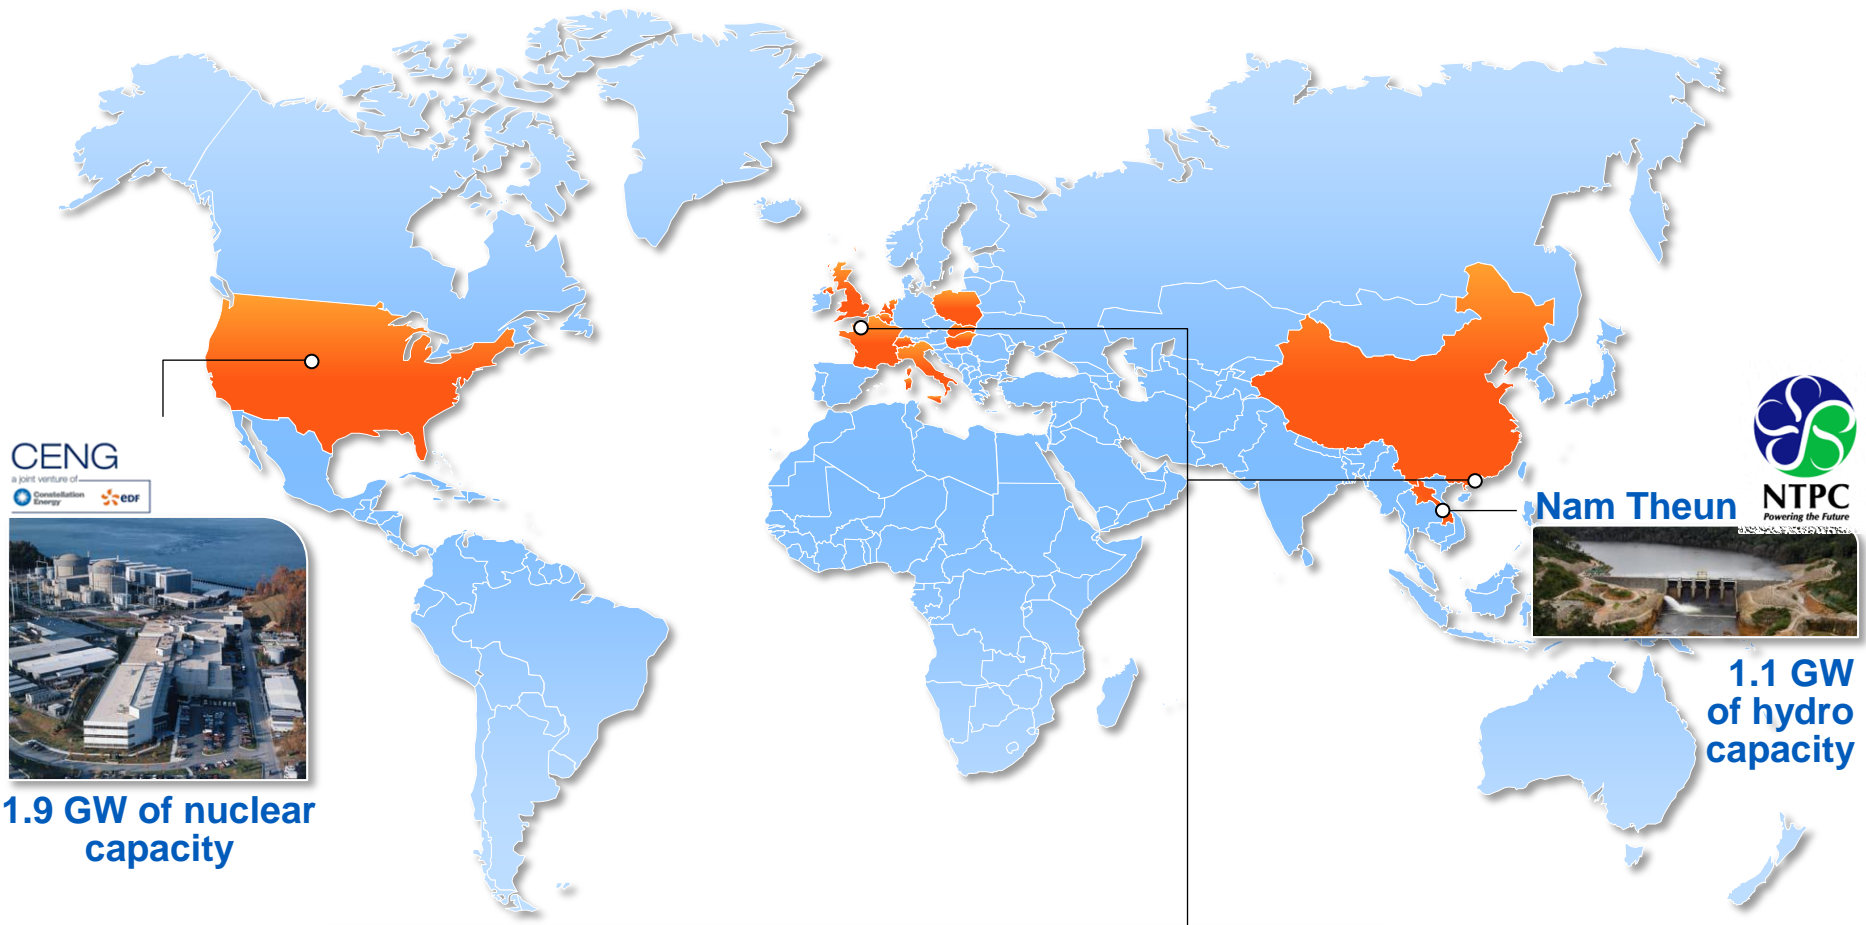 CENG
a joint venture of
Constellation
Energy
eDF
1.9 GW of nuclear
capacity
Nam Theun
NTPC
Powering the Future
1.1 GW
of hydro
capacity